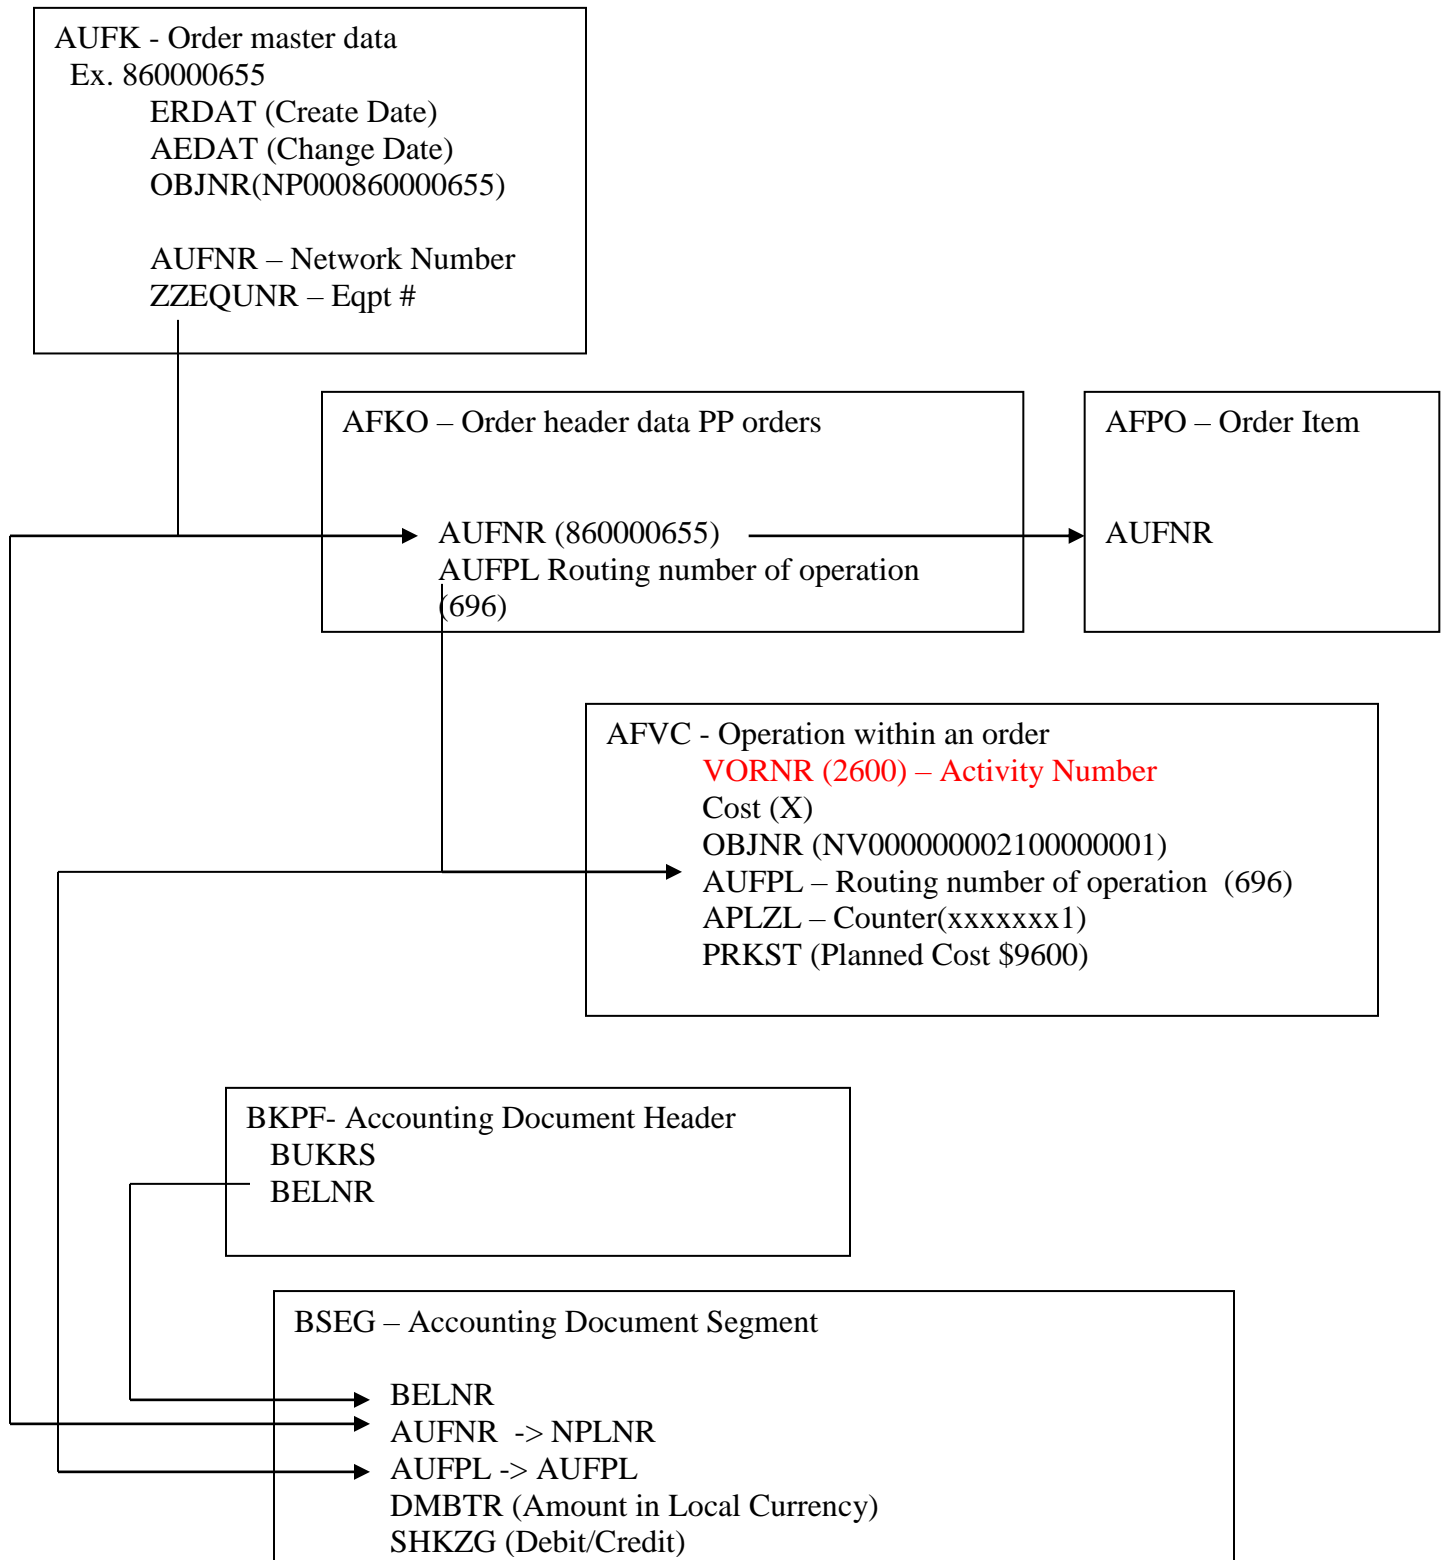 AUFK - Order master data
Ex. 860000655
ERDAT (Create Date)
AEDAT (Change Date)
OBJNR(NP000860000655)
AUFNR – Network Number
ZZEQUNR – Eqpt #
AFKO – Order header data PP orders
AUFNR (860000655)
AUFPL Routing number of operation
(696)
AFPO – Order Item
AUFNR
AFVC - Operation within an order
VORNR (2600) – Activity Number
Cost (X)
OBJNR (NV000000002100000001)
AUFPL – Routing number of operation  (696)
APLZL – Counter(xxxxxxx1)
PRKST (Planned Cost $9600)
BKPF- Accounting Document Header
BUKRS
BELNR
BSEG – Accounting Document Segment
BELNR
AUFNR  -> NPLNR
AUFPL -> AUFPL
DMBTR (Amount in Local Currency)
SHKZG (Debit/Credit)